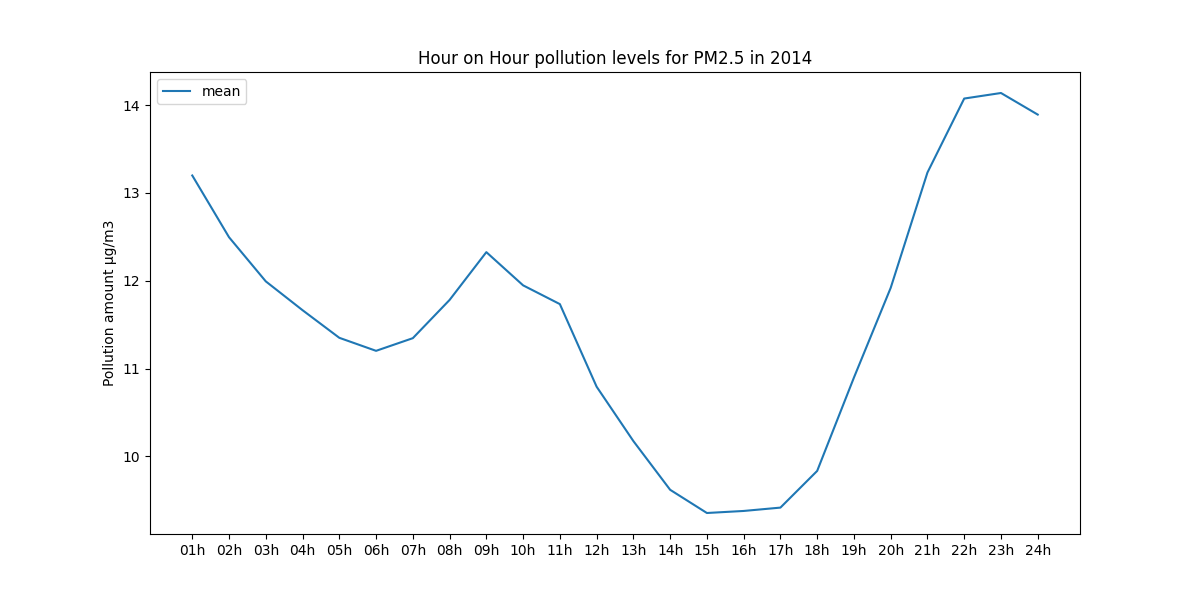 Hour on Hour pollution levels for PM2.5 in 2014
mean
Pollution amount µg/m3
14
13
12
11
10
01h 02h 03h 04h 05h 06h 07h 08h 09h 10h 11h 12h 13h 14h 15h 16h 17h 18h 19h 20h 21h 22h 23h 24h